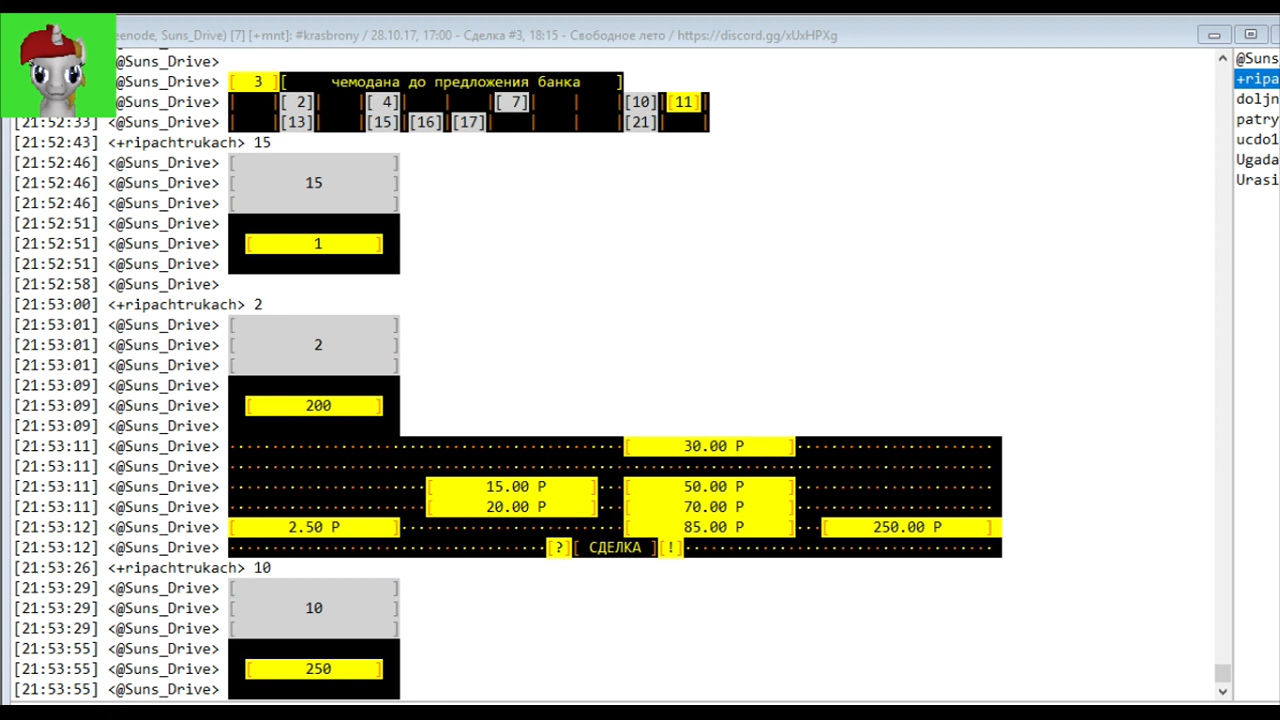 eenode, Suns_Drive) [7] [+mnt]: #krasbrony / 28.10.17, 17:00 - Сделка #3, 18:15 - Свободное лето / https://discord.gg/xUxHPXg
<@Suns_Drive>
<@Suns_Drive> [ 3 ][ чемодана до предложения банка ]
<@Suns_Drive> | | [ 2]| | [ 4]| | | [ 7]| | | [10]|[11]|
[21:52:33] <@Suns_Drive> | [13]| | [15]|[16]|[17]| | | | [21]| |
[21:52:43] <+ripachtrukach> 15
[21:52:46] <@Suns_Drive> [ ]
[21:52:46] <@Suns_Drive> [ 15 ]
[21:52:46] <@Suns_Drive> [ ]
[21:52:51] <@Suns_Drive>
[21:52:51] <@Suns_Drive> [ 1 ]
[21:52:51] <@Suns_Drive>
[21:52:58] <@Suns_Drive>
[21:53:00] <+ripachtrukach> 2
[21:53:01] <@Suns_Drive> [ ]
[21:53:01] <@Suns_Drive> [ 2 ]
[21:53:01] <@Suns_Drive> [ ]
[21:53:09] <@Suns_Drive>
[21:53:09] <@Suns_Drive> [ 200 ]
[21:53:09] <@Suns_Drive>
[21:53:11] <@Suns_Drive> [ 30.00 Р ]
[21:53:11] <@Suns_Drive>
[21:53:11] <@Suns_Drive> [ 15.00 Р ] [ 50.00 Р ]
[21:53:11] <@Suns_Drive> [ 20.00 Р ] [ 70.00 Р ]
[21:53:12] <@Suns_Drive> [ 2.50 Р ] [ 85.00 Р ] [ 250.00 Р ]
[21:53:12] <@Suns_Drive> [?][ СДЕЛКА ][!]
[21:53:26] <+ripachtrukach> 10
[21:53:29] <@Suns_Drive> [ ]
[21:53:29] <@Suns_Drive> [ 10 ]
[21:53:29] <@Suns_Drive> [ ]
[21:53:55] <@Suns_Drive>
[21:53:55] <@Suns_Drive> [ 250 ]
[21:53:55] <@Suns_Drive>
@Suns
+ripa
doljn
patry
ucdo1
Ugada
Urasi